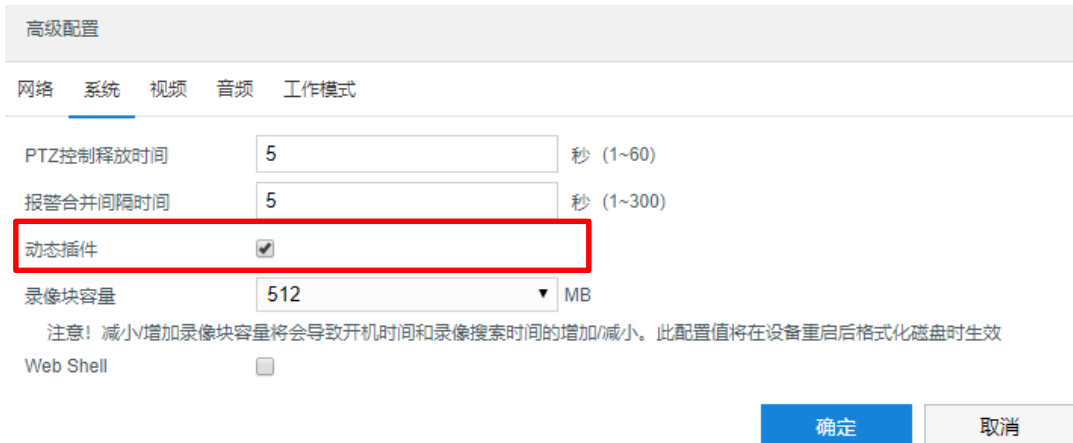 高级配置
网络 系统 视频 音频 工作模式
PTZ控制释放时间 5 秒 (1~60)
报警合并间隔时间 5 秒 (1~300)
动态插件
录像块容量 512 MB
注意！减小/增加录像块容量将会导致开机时间和录像搜索时间的增加/减小。此配置值将在设备重启后格式化磁盘时生效
Web Shell
确定 取消